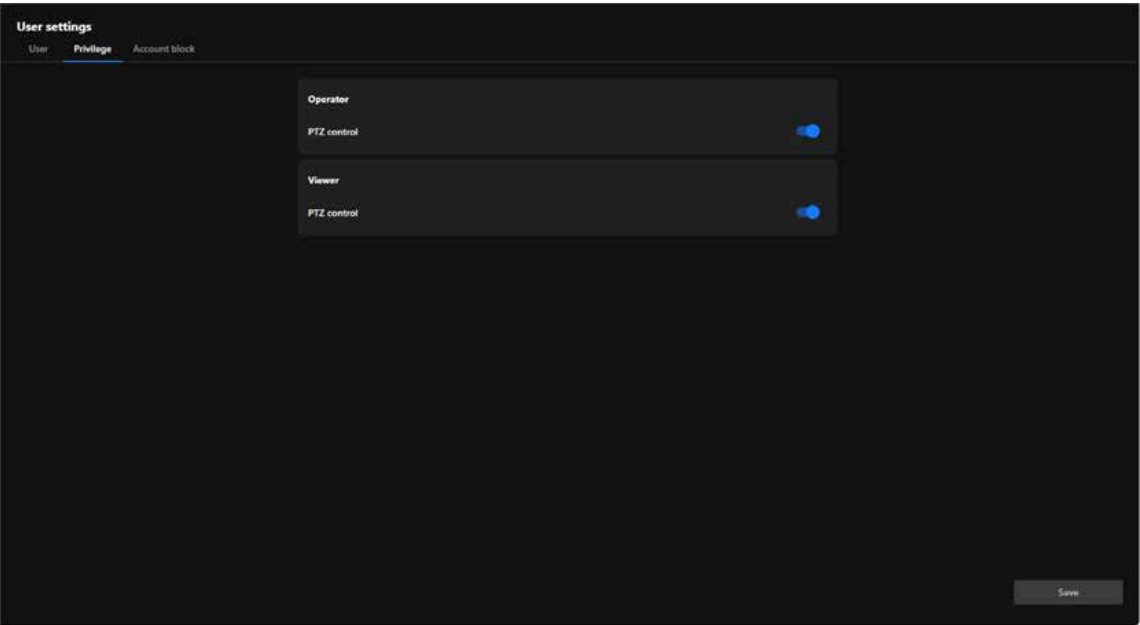 User settings
User Privilege Account block
Operator
PTZ control
Viewer
PTZ control
Save